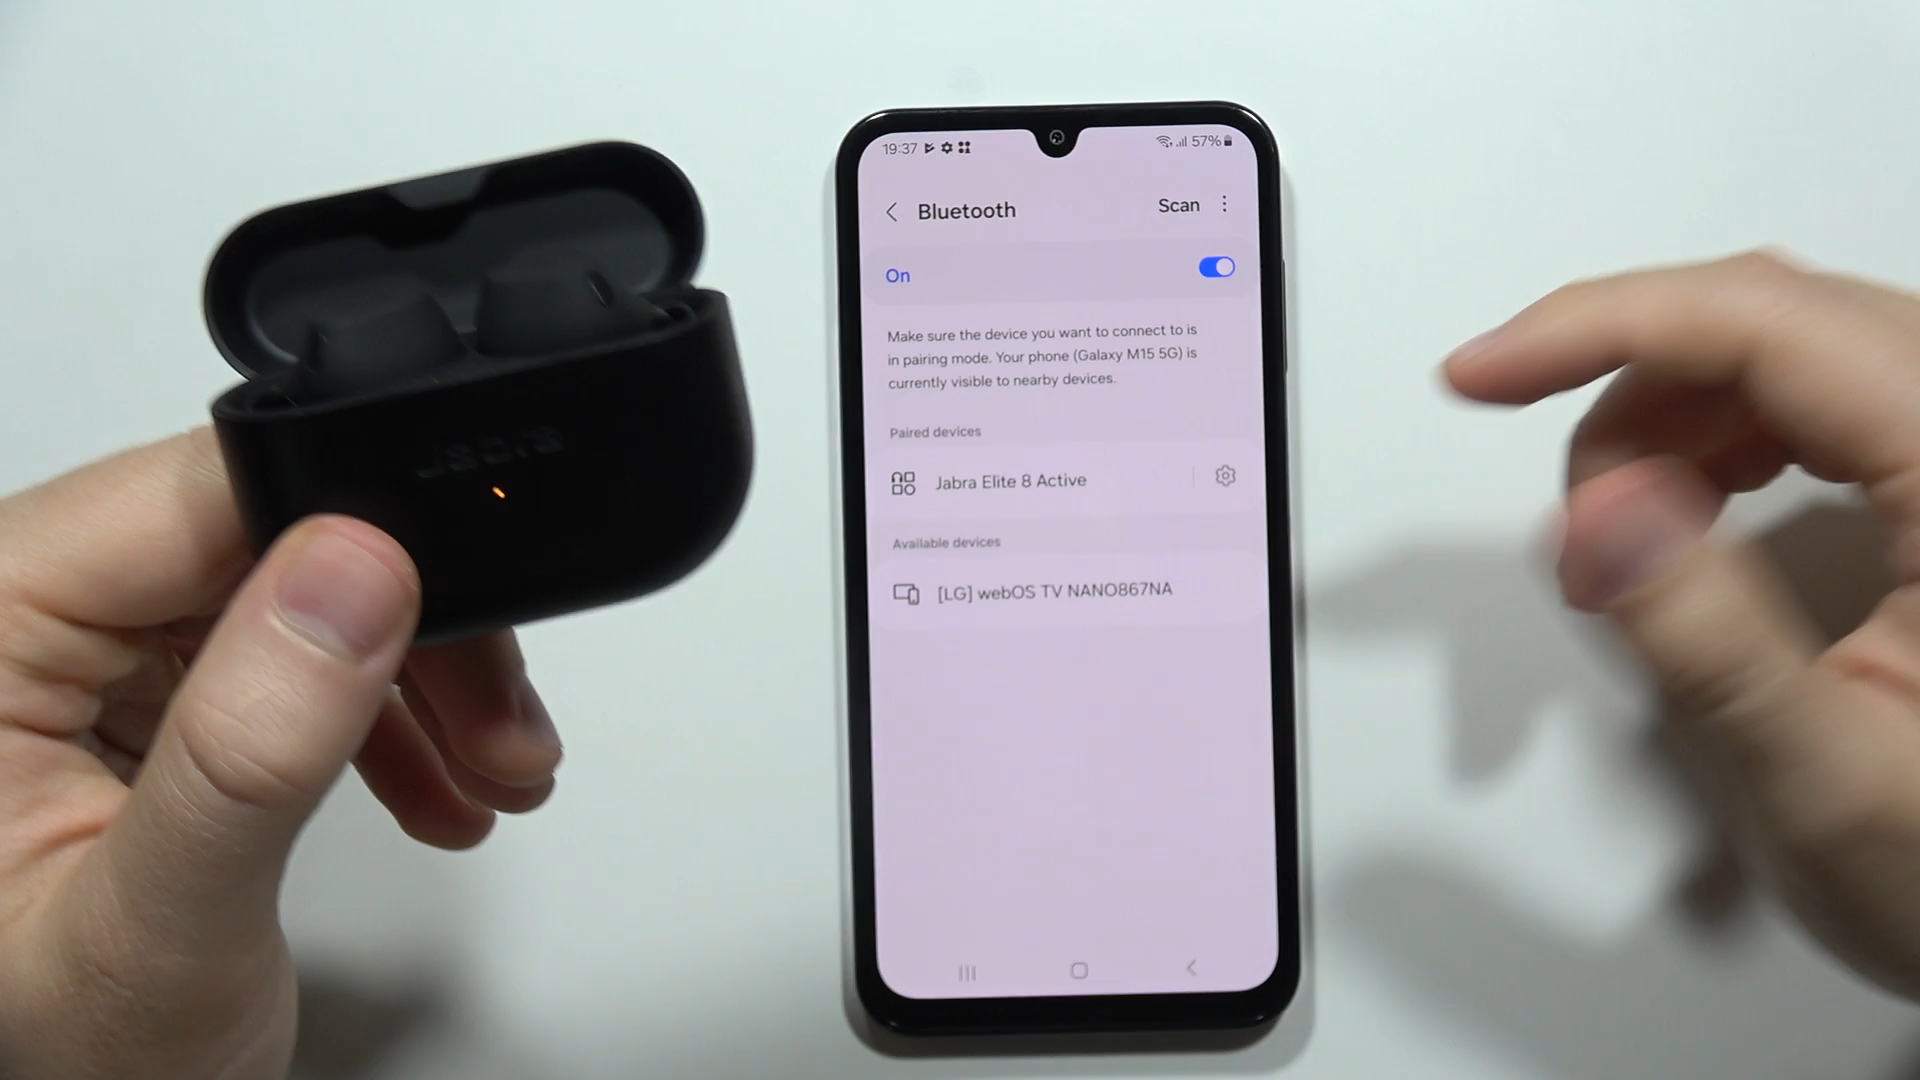 Jabra
19:37
57%
Bluetooth
Scan
On
Make sure the device you want to connect to is
in pairing mode. Your phone (Galaxy M15 5G) is
currently visible to nearby devices.
Paired devices
Jabra Elite 8 Active
Available devices
[LG] webOS TV NANO867NA